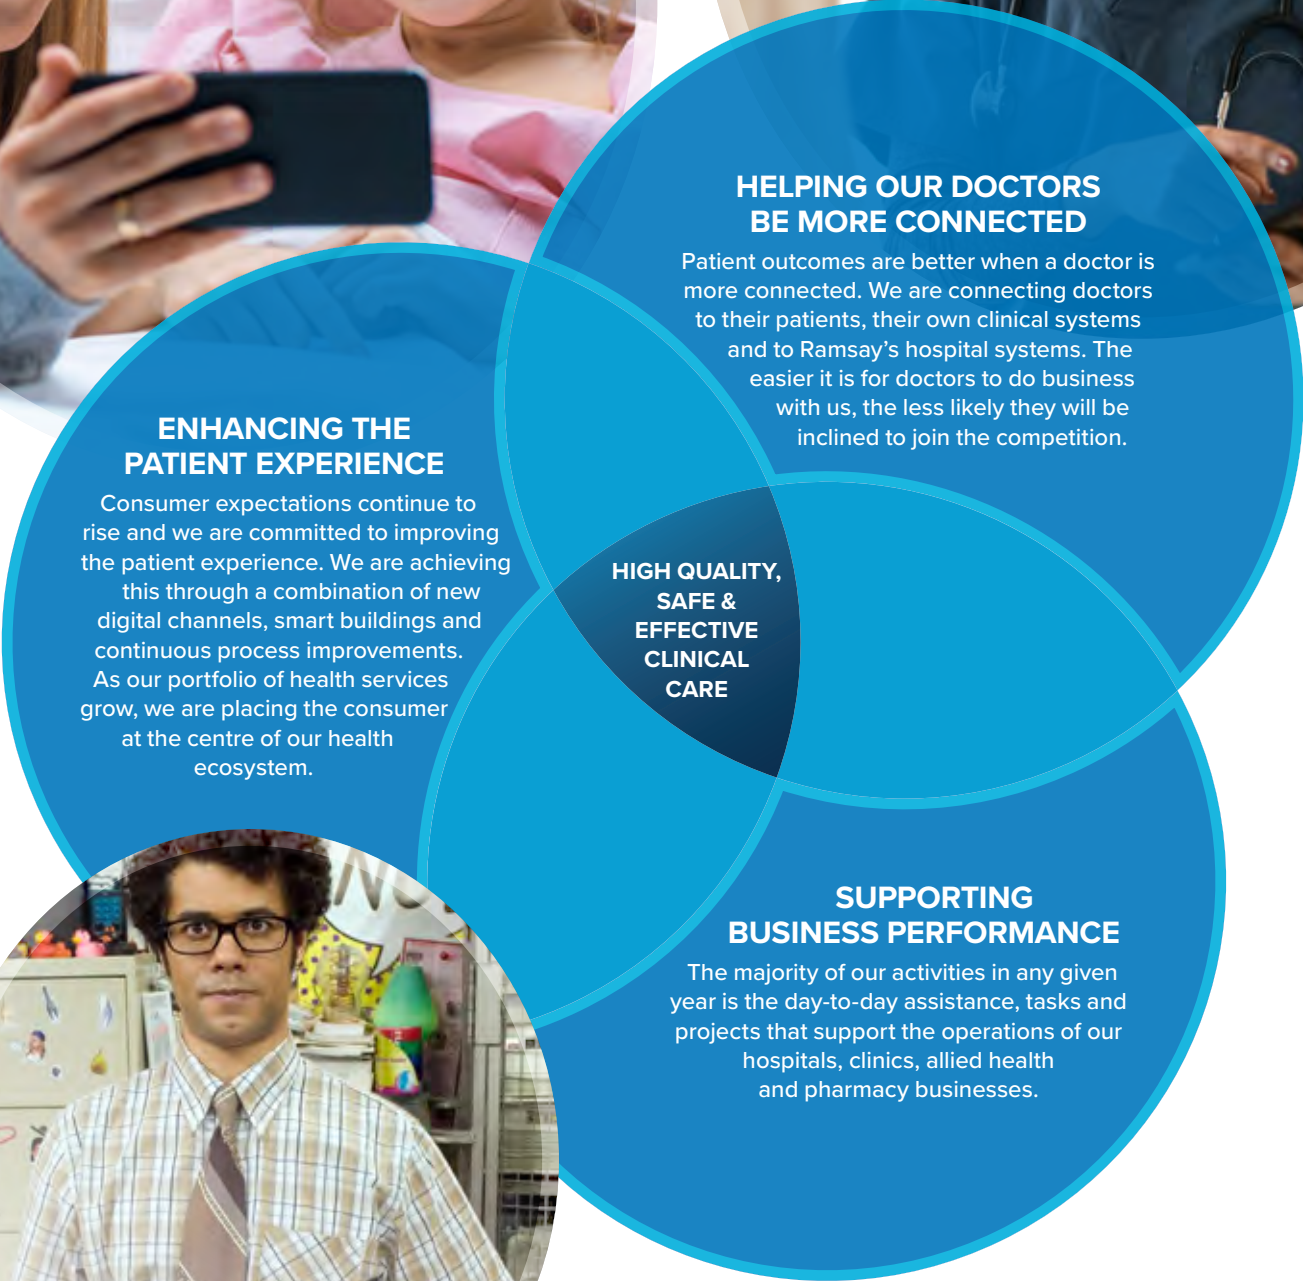 HELPING OUR DOCTORS
BE MORE CONNECTED
Patient outcomes are better when a doctor is
more connected. We are connecting doctors
to their patients, their own clinical systems
and to Ramsay’s hospital systems. The
easier it is for doctors to do business
with us, the less likely they will be
inclined to join the competition.
ENHANCING THE
PATIENT EXPERIENCE
Consumer expectations continue to
rise and we are committed to improving
the patient experience. We are achieving
this through a combination of new
digital channels, smart buildings and
continuous process improvements.
As our portfolio of health services
grow, we are placing the consumer
at the centre of our health
ecosystem.
HIGH QUALITY,
SAFE &
EFFECTIVE
CLINICAL
CARE
SUPPORTING
BUSINESS PERFORMANCE
The majority of our activities in any given
year is the day-to-day assistance, tasks and
projects that support the operations of our
hospitals, clinics, allied health
and pharmacy businesses.